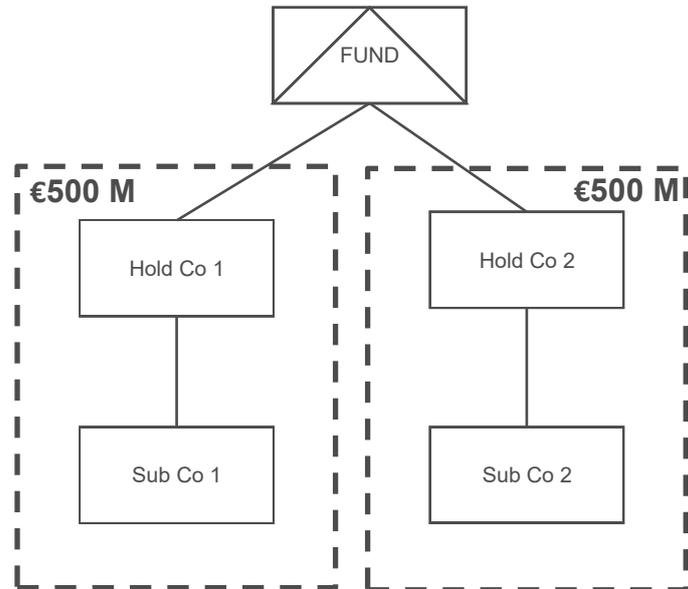 FUND
€500 M
€500 M
Hold Co 1
Hold Co 2
Sub Co 1
Sub Co 2